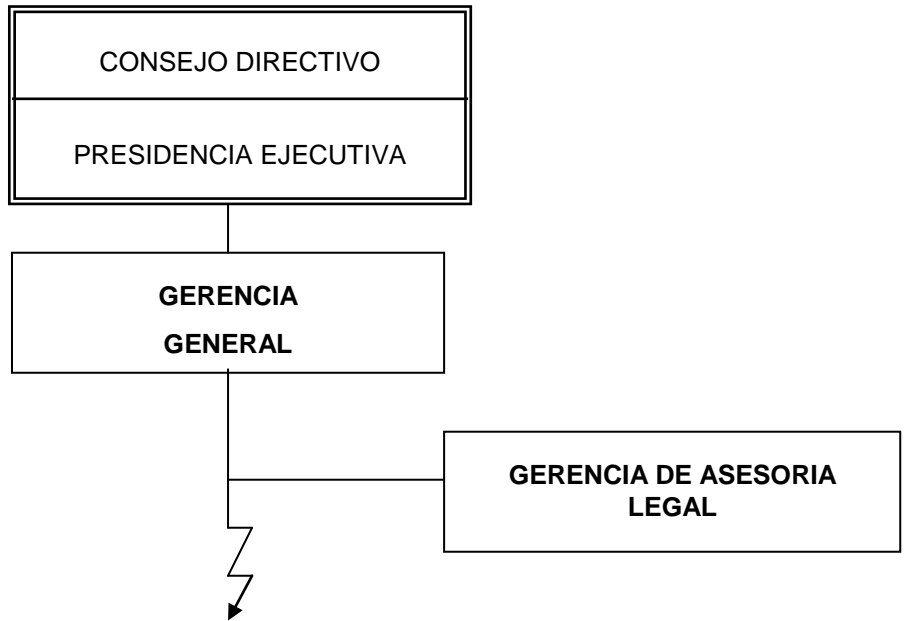 CONSEJO DIRECTIVO
PRESIDENCIA EJECUTIVA
GERENCIA
GENERAL
GERENCIA DE ASESORIA
LEGAL